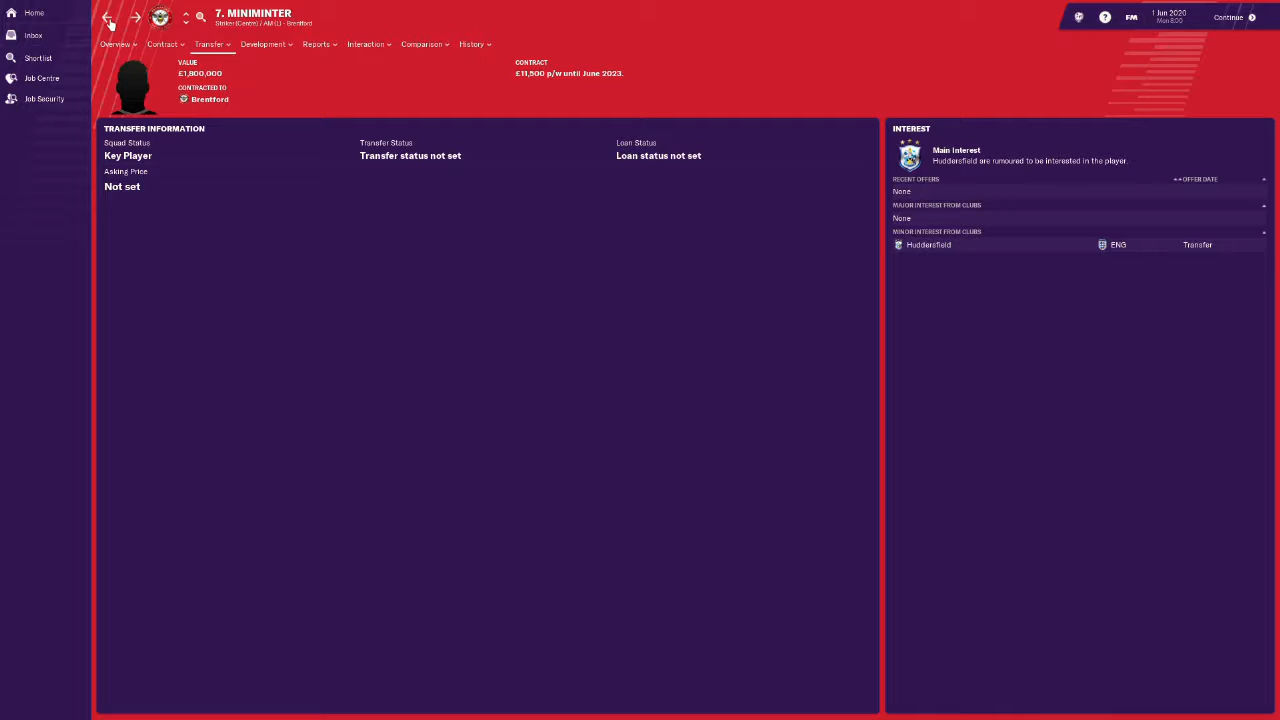 Home
Inbox
Shortlist
Job Centre
Job Security
7. MINIMINTER
Striker (Centre) / AM (L) - Brentford
FM
1 Jun 2020
Mon 8:00
Continue
Overview
Contract
Transfer
Development
Reports
Interaction
Comparison
History
VALUE
£1,800,000
CONTRACTED TO
Brentford
CONTRACT
£11,500 p/w until June 2023.
TRANSFER INFORMATION
Squad Status
Transfer Status
Loan Status
Key Player
Transfer status not set
Loan status not set
Asking Price
Not set
INTEREST
Main Interest
Huddersfield are rumoured to be interested in the player.
RECENT OFFERS
OFFER DATE
None
MAJOR INTEREST FROM CLUBS
None
MINOR INTEREST FROM CLUBS
Huddersfield
ENG
Transfer